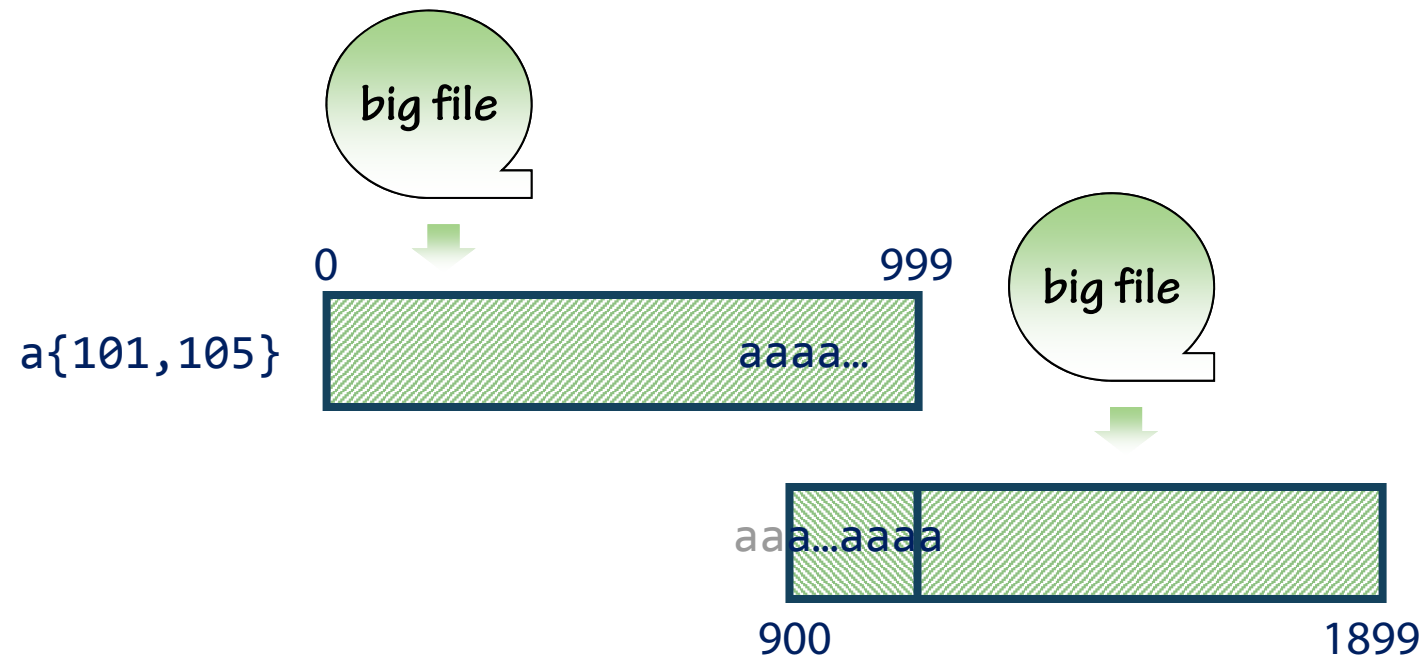 big file
0
999
big file
a{101,105}
aaaa…
aaa…aaaa
900
1899